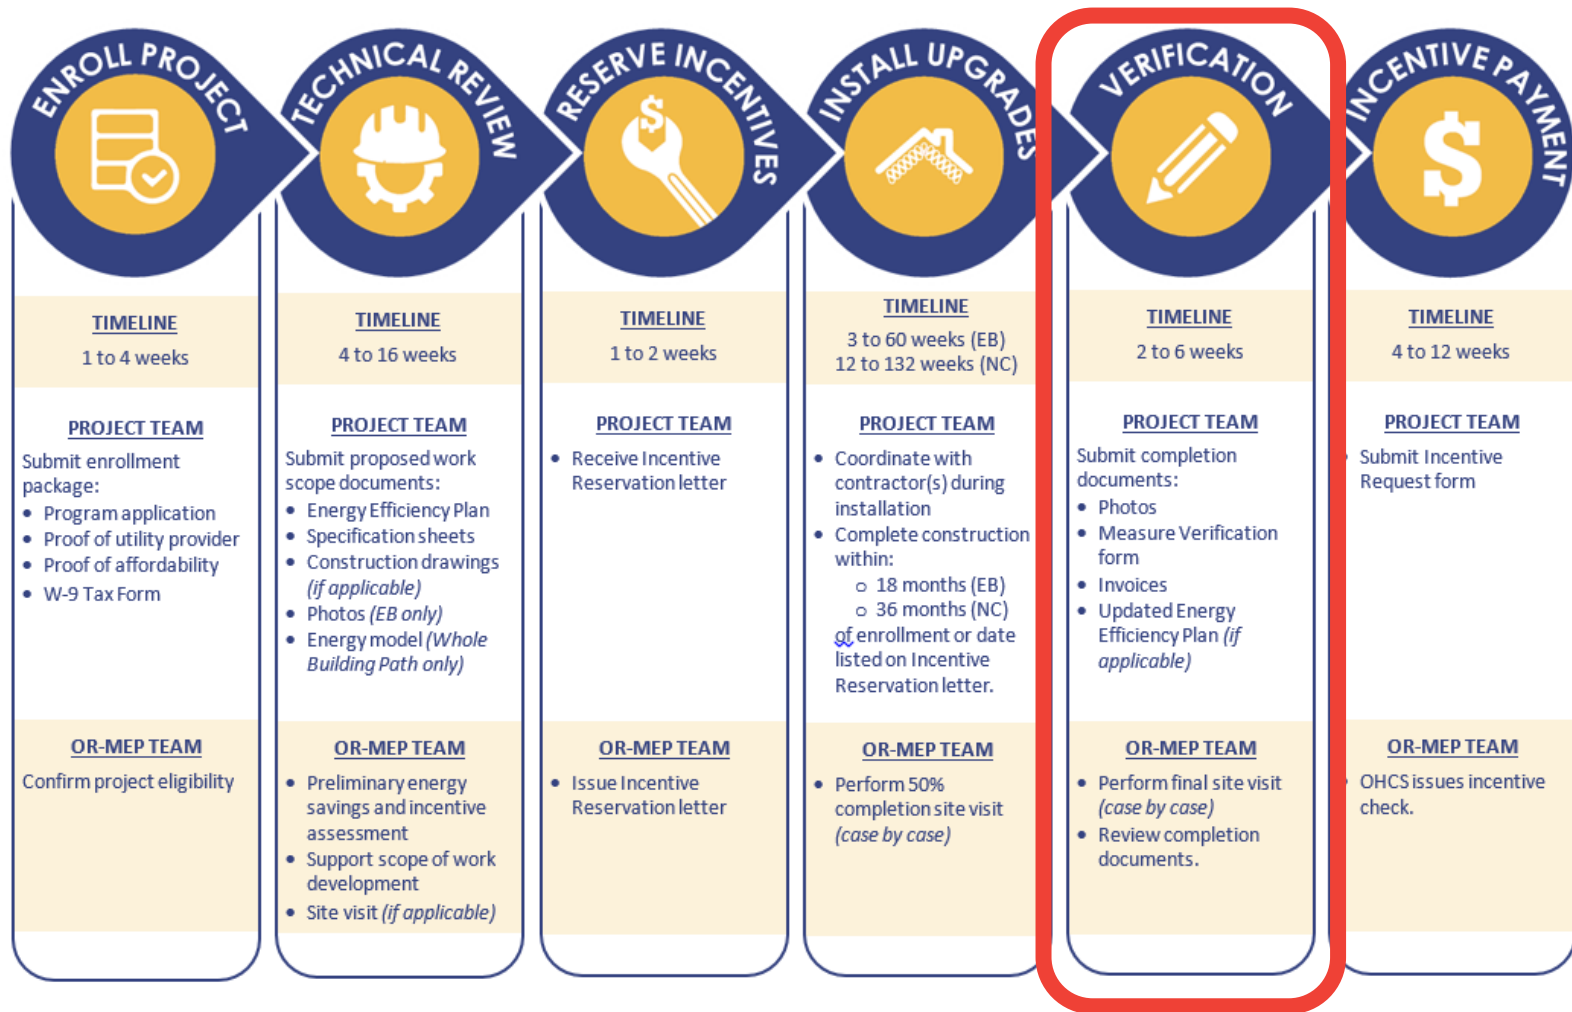 ENROLL PROJECT
TIMELINE
1 to 4 weeks
PROJECT TEAM
Submit enrollment
package:
• Program application
• Proof of utility provider
• Proof of affordability
• W-9 Tax Form
OR-MEP TEAM
Confirm project eligibility
TECHNICAL REVIEW
TIMELINE
4 to 16 weeks
PROJECT TEAM
Submit proposed work
scope documents:
• Energy Efficiency Plan
• Specification sheets
• Construction drawings
(if applicable)
• Photos (EB only)
• Energy model (Whole
Building Path only)
OR-MEP TEAM
• Preliminary energy
savings and incentive
assessment
• Support scope of work
development
• Site visit (if applicable)
RESERVE INCENTIVES
$
TIMELINE
1 to 2 weeks
PROJECT TEAM
• Receive Incentive
Reservation letter
OR-MEP TEAM
• Issue Incentive
Reservation letter
INSTALL UPGRADES
TIMELINE
3 to 60 weeks (EB)
12 to 132 weeks (NC)
PROJECT TEAM
• Coordinate with
contractor(s) during
installation
• Complete construction
within:
o 18 months (EB)
o 36 months (NC)
of enrollment or date
listed on Incentive
Reservation letter.
OR-MEP TEAM
• Perform 50%
completion site visit
(case by case)
VERIFICATION
TIMELINE
2 to 6 weeks
PROJECT TEAM
Submit completion
documents:
• Photos
• Measure Verification
form
• Invoices
• Updated Energy
Efficiency Plan (if
applicable)
OR-MEP TEAM
• Perform final site visit
(case by case)
• Review completion
documents.
INCENTIVE PAYMENT
$
TIMELINE
4 to 12 weeks
PROJECT TEAM
• Submit Incentive
Request form
OR-MEP TEAM
• OHCS issues incentive
check.